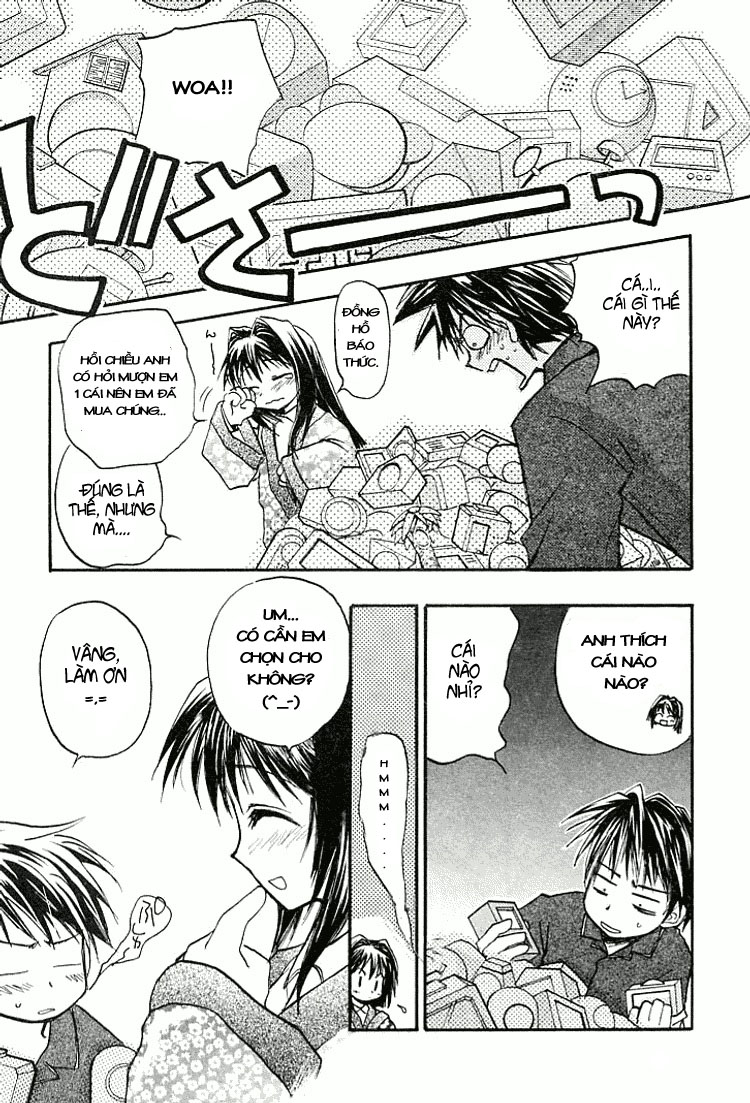 WOA!!
どさーっ
CÁ..I..
CÁI GÌ THẾ
NÀY?
ĐỒNG
HỒ
BÁO
THỨC.
HỒI CHIỀU ANH
CÓ HỎI MƯỢN EM
1 CÁI NÊN EM ĐÃ
MUA CHÚNG..
ĐÚNG LÀ
THẾ, NHƯNG
MÀ....
ANH THÍCH
CÁI NÀO
NÀO?
CÁI
NÀO
NHỈ?
H
M
M
M
.
.
.
.
UM...
CÓ CẦN EM
CHỌN CHO
KHÔNG?
(^_-)
VÂNG,
LÀM ƠN
=.=